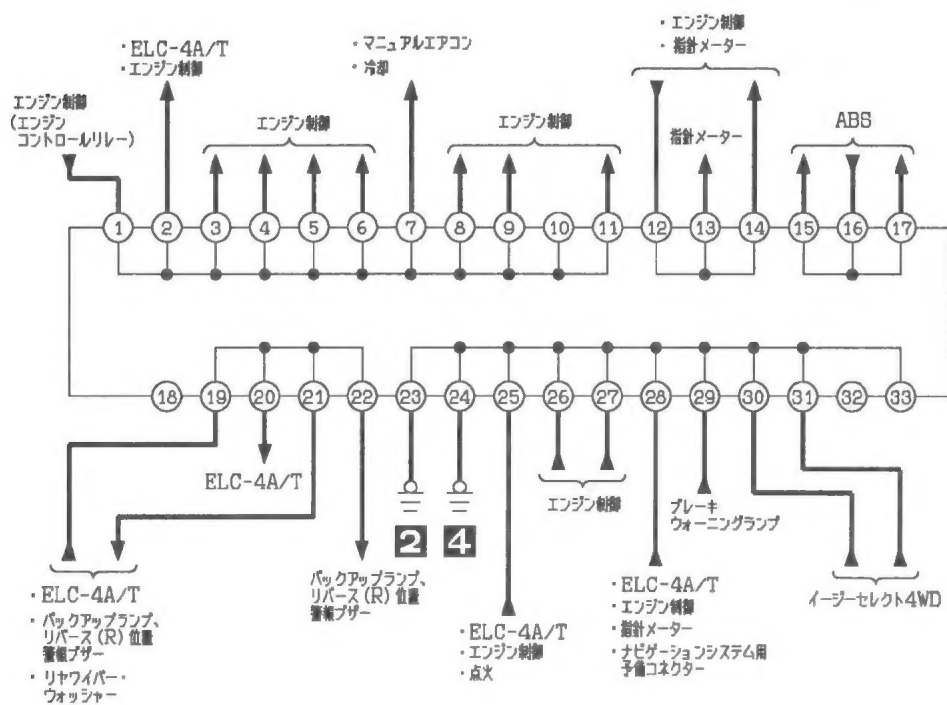 ・ELC-4A/T
・エンジン制御
・マニュアルエアコン
・冷却
・エンジン制御
・指針メーター
エンジン制御
(エンジン
コントロールリレー)
エンジン制御
エンジン制御
指針メーター
ABS
1 2 3 4 5 6 7 8 9 10 11 12 13 14 15 16 17
18 19 20 21 22 23 24 25 26 27 28 29 30 31 32 33
ELC-4A/T
2 4
エンジン制御
ブレーキ
ウォーニングランプ
・ELC-4A/T
・バックアップランプ、
リバース(R)位置
警報ブザー
・リヤワイパー・
ウォッシャー
バックアップランプ、
リバース(R)位置
警報ブザー
・ELC-4A/T
・エンジン制御
・点火
・ELC-4A/T
・エンジン制御
・指針メーター
・ナビゲーションシステム用
予備コネクター
イージーセレクト4WD